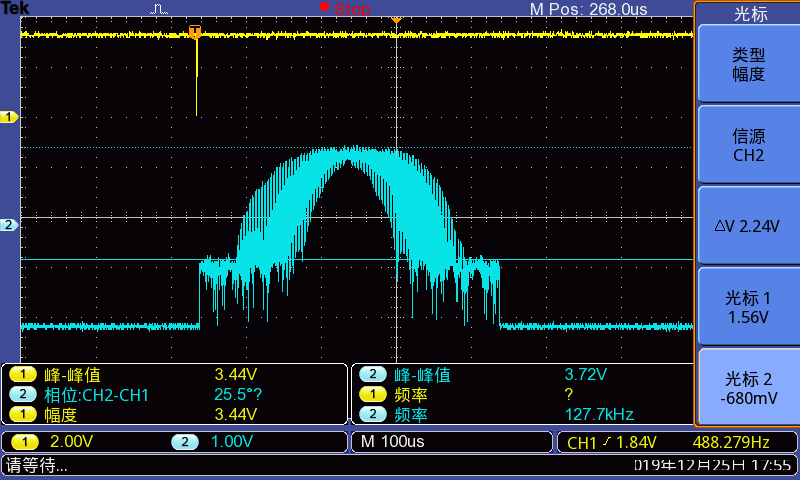 Tek Stop M Pos: 268.0us
光标
类型
幅度
信源
CH2
△V 2.24V
光标 1
1.56V
光标 2
-680mV
1
2
1 峰-峰值 3.44V 2 峰-峰值 3.72V
2 相位:CH2-CH1 25.5°? 1 频率 ?
1 幅度 3.44V 2 频率 127.7kHz
1 2.00V 2 1.00V M 100us CH1 1.84V 488.279Hz
请等待... 019年12月25日 17:55